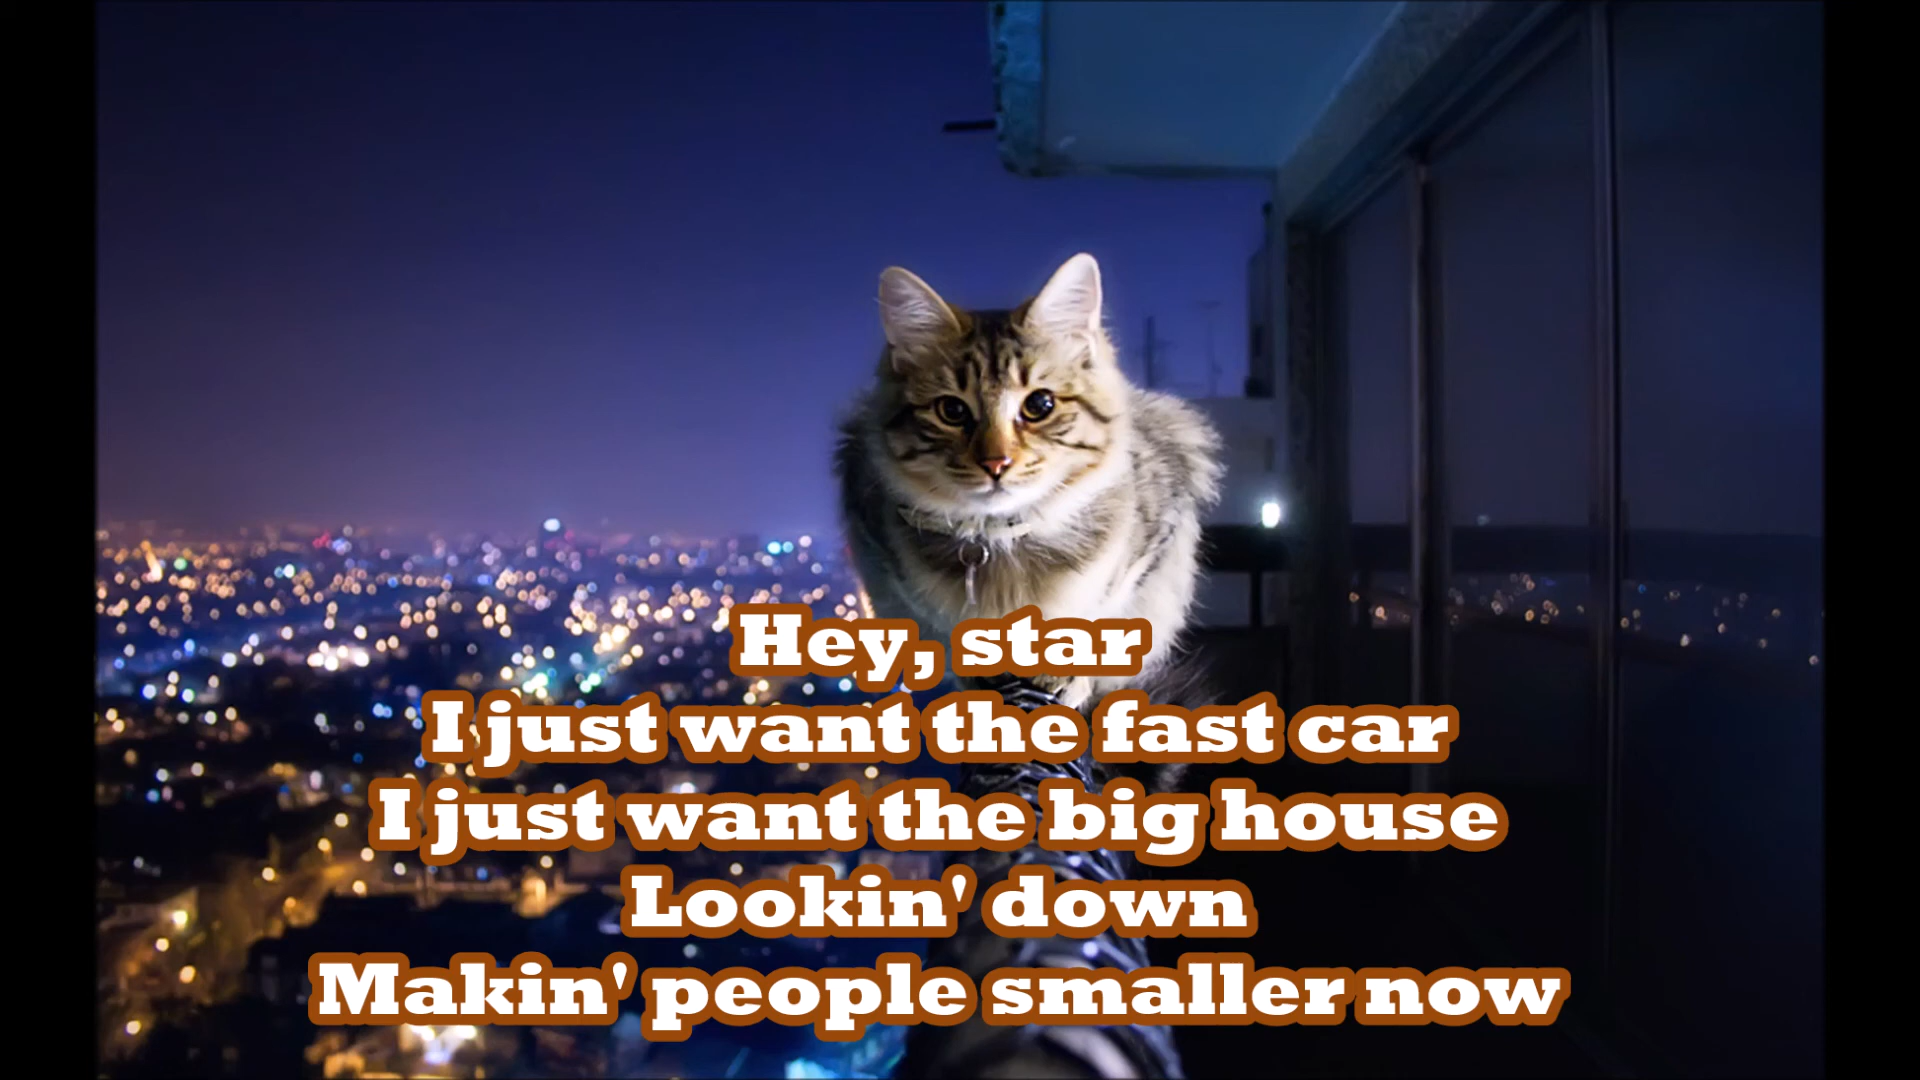 Hey, star
I just want the fast car
I just want the big house
Lookin' down
Makin' people smaller now